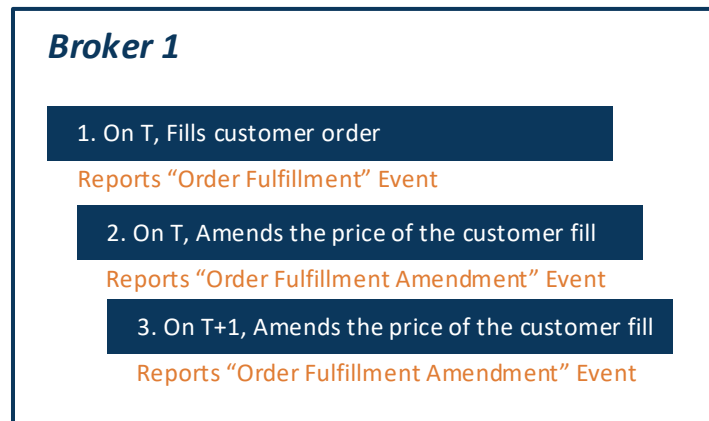 Broker 1
1. On T, Fills customer order
Reports “Order Fulfillment” Event
2. On T, Amends the price of the customer fill
Reports “Order Fulfillment Amendment” Event
3. On T+1, Amends the price of the customer fill
Reports “Order Fulfillment Amendment” Event